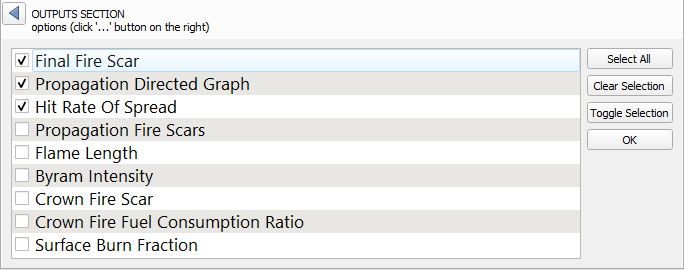 OUTPUTS SECTION
options (click '...' button on the right)
Final Fire Scar
Propagation Directed Graph
Hit Rate Of Spread
Propagation Fire Scars
Flame Length
Byram Intensity
Crown Fire Scar
Crown Fire Fuel Consumption Ratio
Surface Burn Fraction
Select All
Clear Selection
Toggle Selection
OK